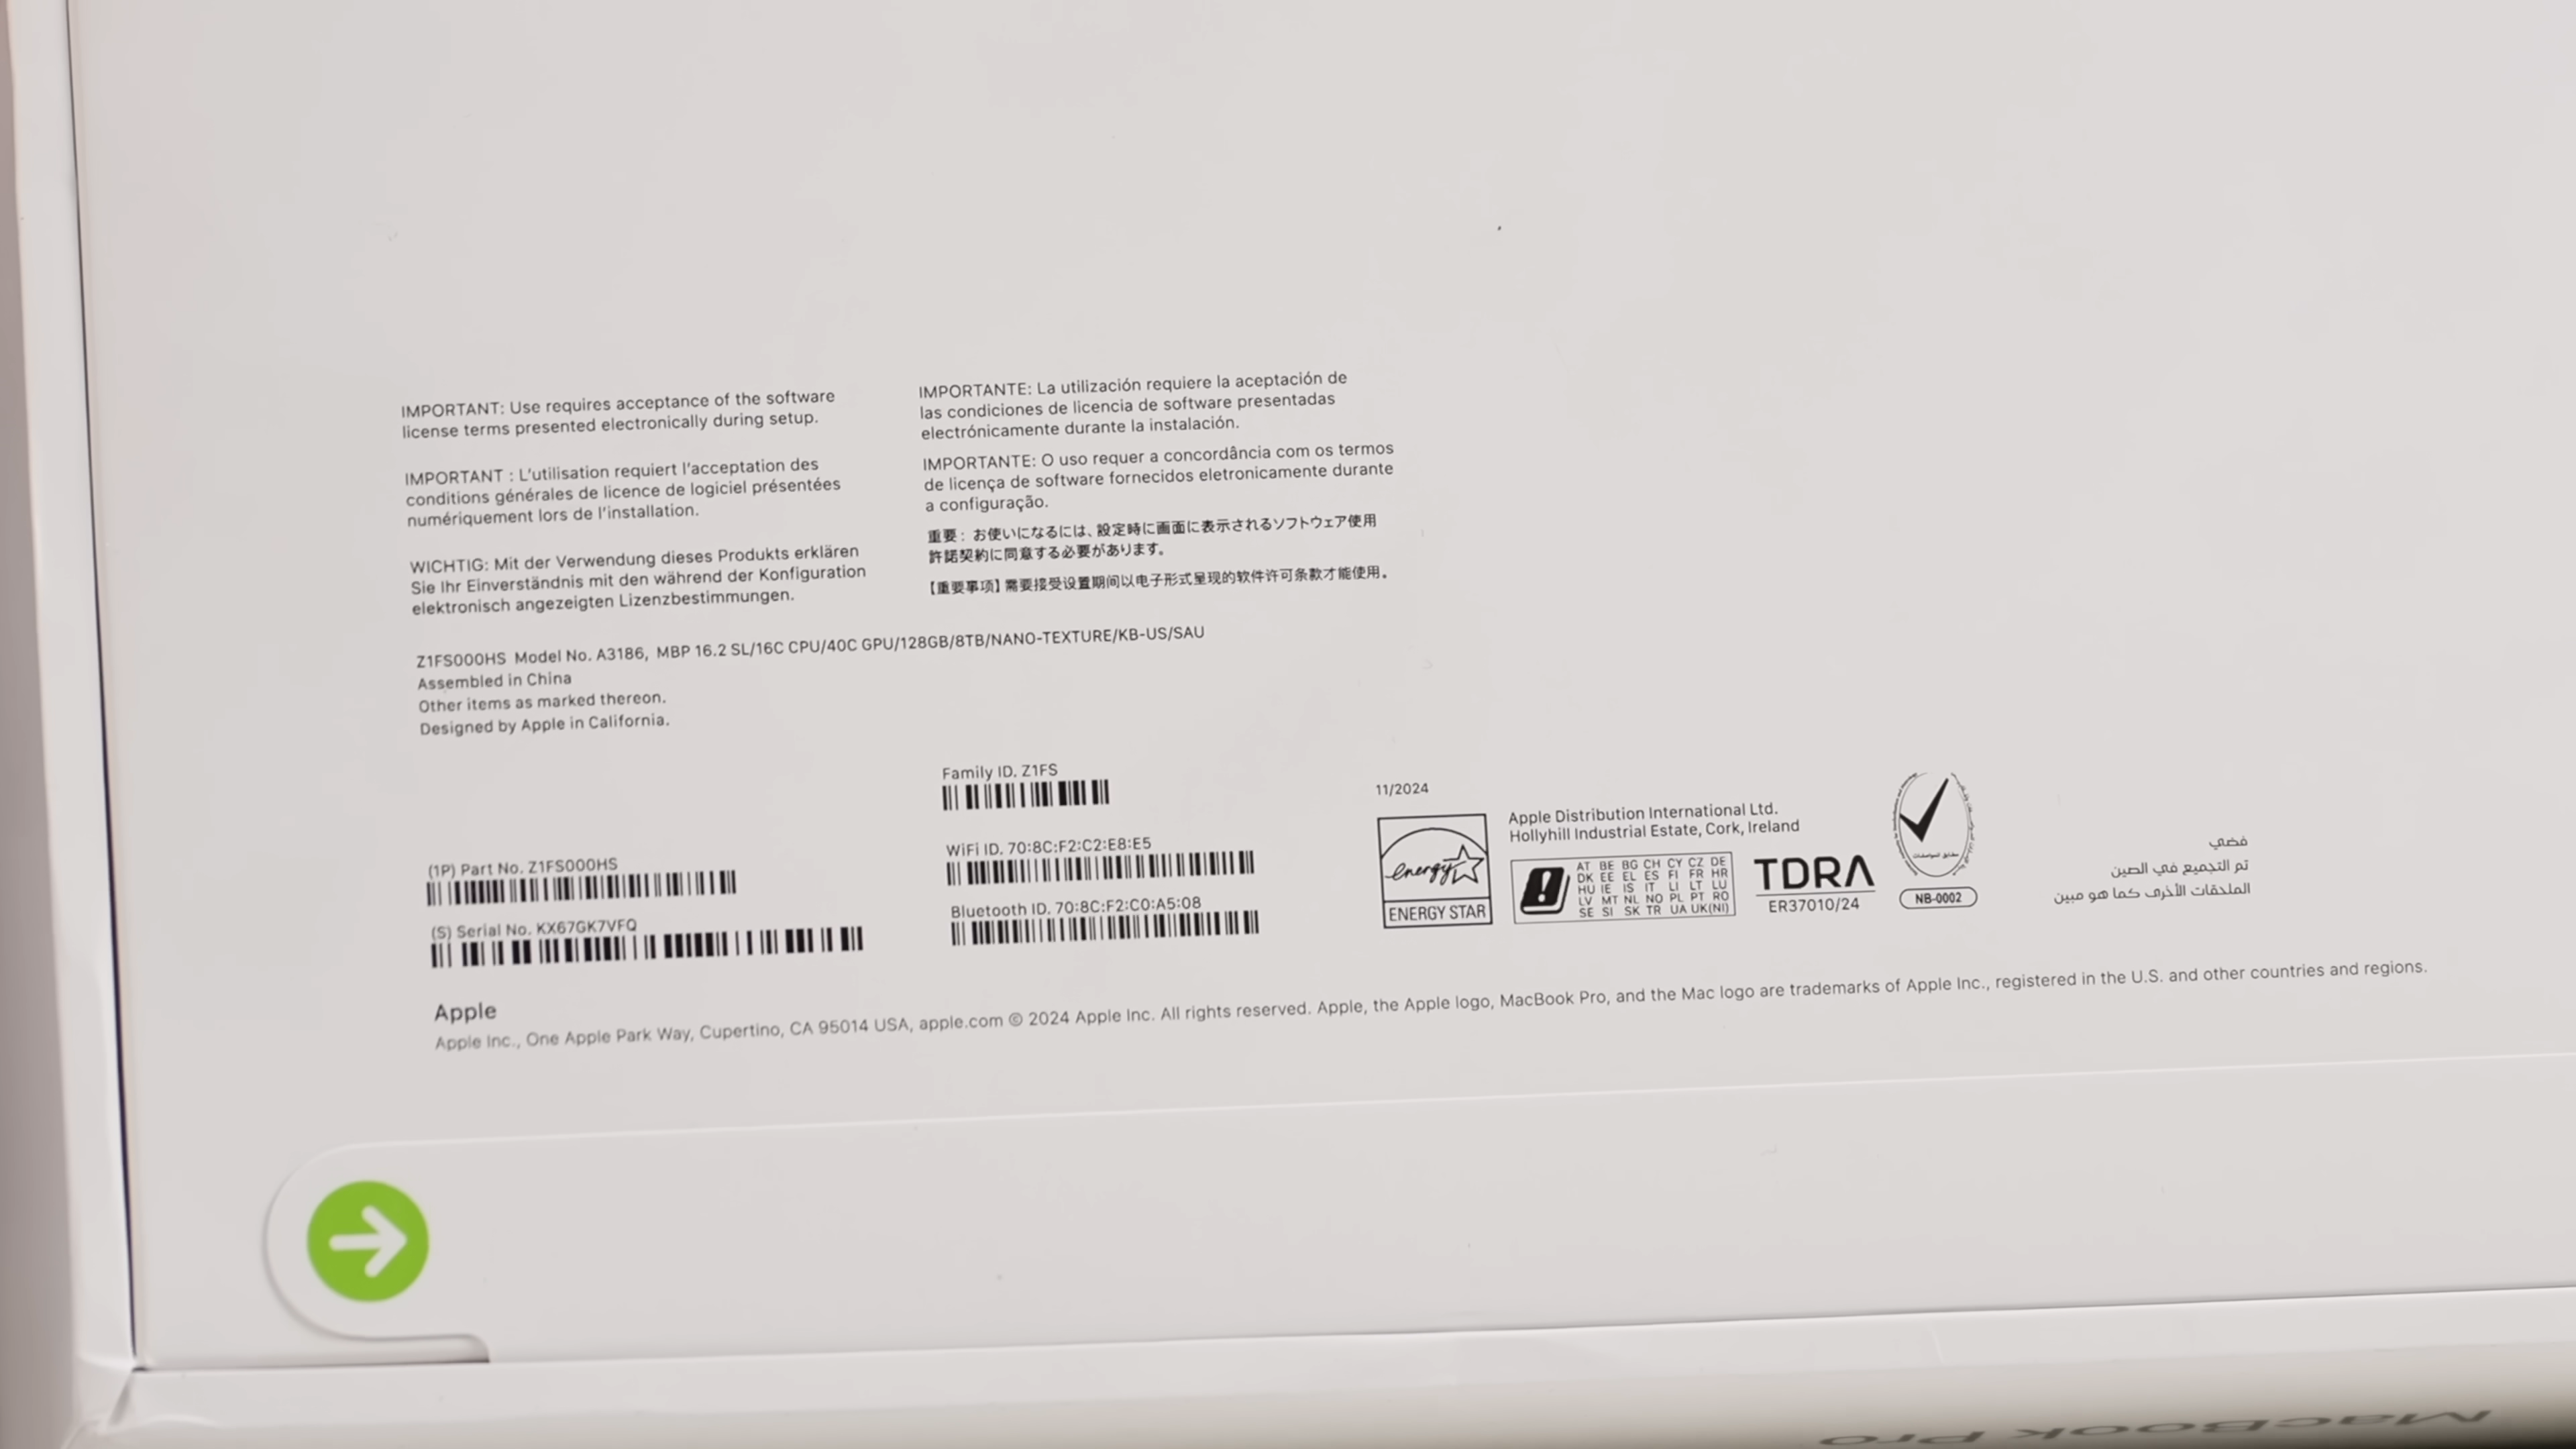 IMPORTANT: Use requires acceptance of the software
license terms presented electronically during setup.
IMPORTANT : L'utilisation requiert l'acceptation des
conditions générales de licence de logiciel présentées
numériquement lors de l'installation.
WICHTIG: Mit der Verwendung dieses Produkts erklären
Sie Ihr Einverständnis mit den während der Konfiguration
elektronisch angezeigten Lizenzbestimmungen.
IMPORTANTE: La utilización requiere la aceptación de
las condiciones de licencia de software presentadas
electrónicamente durante la instalación.
IMPORTANTE: O uso requer a concordância com os termos
de licença de software fornecidos eletronicamente durante
a configuração.
重要：お使いになるには、設定時に画面に表示されるソフトウェア使用
許諾契約に同意する必要があります。
【重要事项】需要接受设置期间以电子形式呈现的软件许可条款才能使用。
Z1FS000HS Model No. A3186, MBP 16.2 SL/16C CPU/40C GPU/128GB/8TB/NANO-TEXTURE/KB-US/SAU
Assembled in China
Other items as marked thereon.
Designed by Apple in California.
(1P) Part No. Z1FS000HS
(S) Serial No. KX67GK7VFQ
Family ID. Z1FS
WiFi ID. 70:8C:F2:C2:E8:E5
Bluetooth ID. 70:8C:F2:C0:A5:08
11/2024
energy
ENERGY STAR
Apple Distribution International Ltd.
Hollyhill Industrial Estate, Cork, Ireland
AT BE BG CH CY CZ DE
DK EE EL ES FI FR HR
HU IE IS IT LI LT LU
LV MT NL NO PL PT RO
SE SI SK TR UA UK(NI)
TDRA
ER37010/24
NB-0002
فضي
تم التجميع في الصين
الملحقات الأخرى كما هو مبين
Apple
Apple Inc., One Apple Park Way, Cupertino, CA 95014 USA, apple.com © 2024 Apple Inc. All rights reserved. Apple, the Apple logo, MacBook Pro, and the Mac logo are trademarks of Apple Inc., registered in the U.S. and other countries and regions.
MacBook Pro